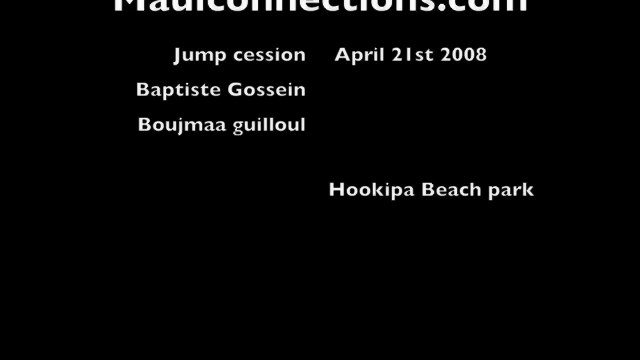 Mauiconnections.com
Jump cession April 21st 2008
Baptiste Gossein
Boujmaa guilloul
Hookipa Beach park